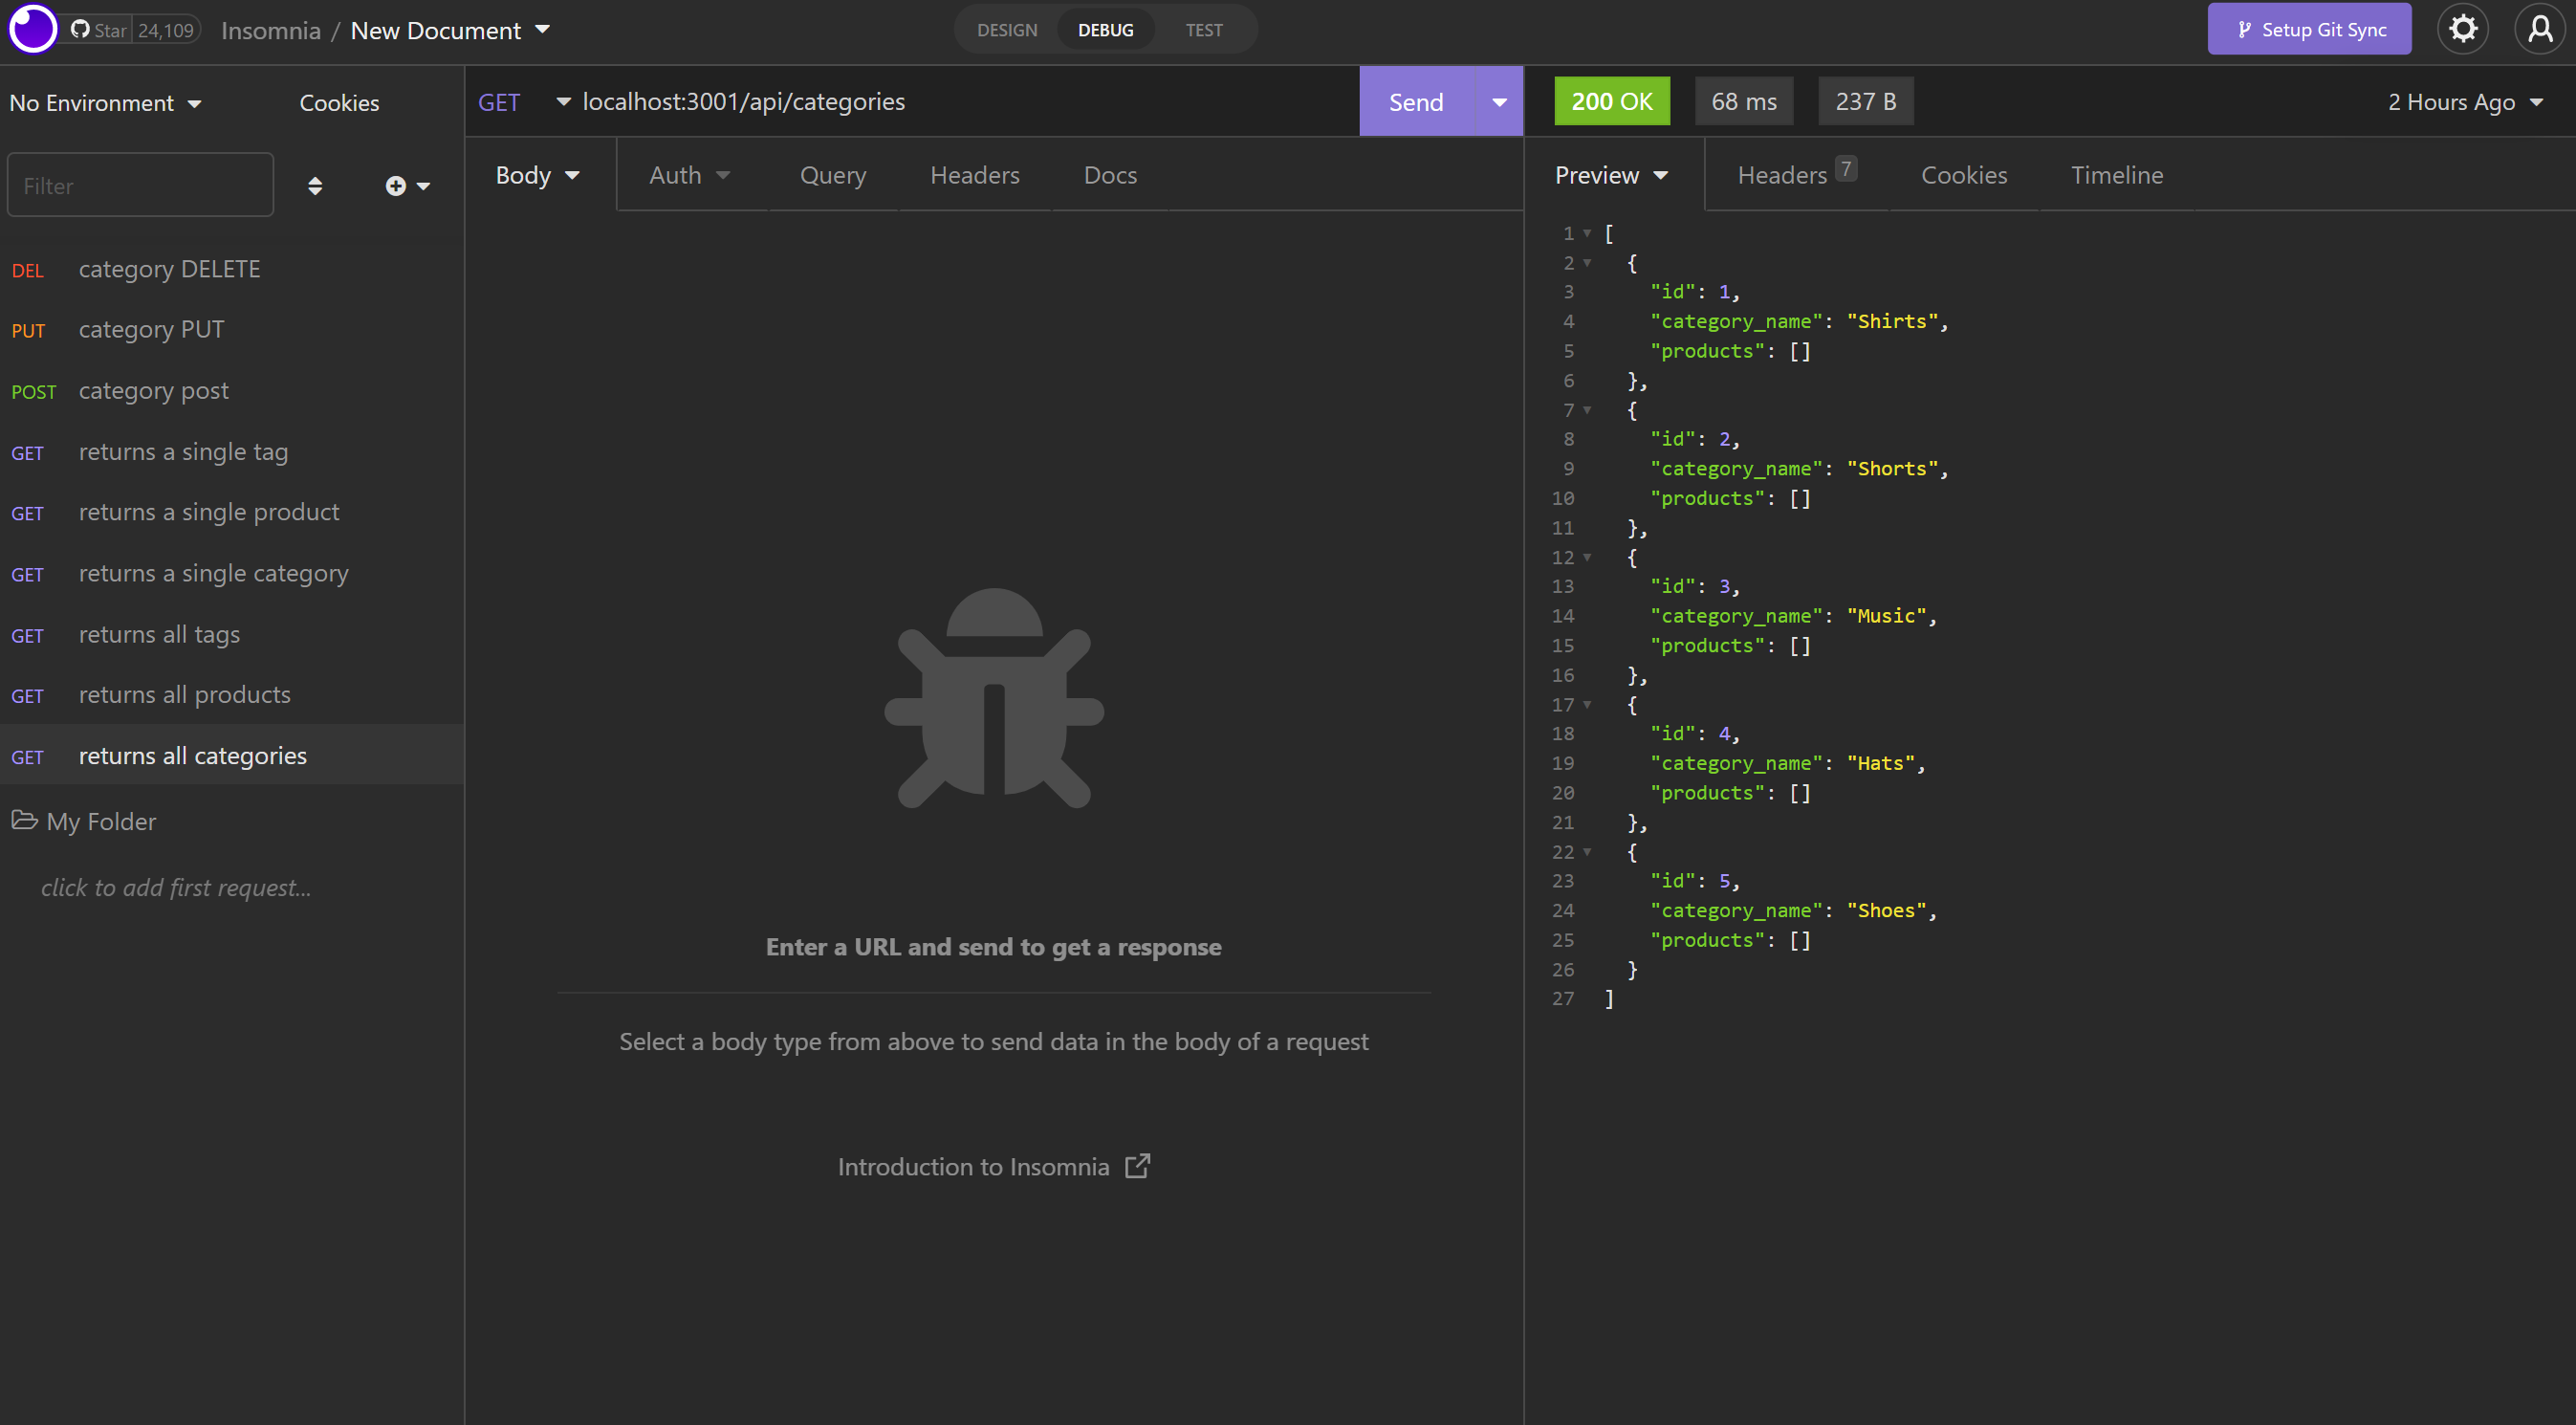 Star 24,109 Insomnia / New Document DESIGN DEBUG TEST Setup Git Sync
No Environment Cookies
Filter
DEL category DELETE
PUT category PUT
POST category post
GET returns a single tag
GET returns a single product
GET returns a single category
GET returns all tags
GET returns all products
GET returns all categories
My Folder
click to add first request...
GET localhost:3001/api/categories Send
Body Auth Query Headers Docs
Enter a URL and send to get a response
Select a body type from above to send data in the body of a request
Introduction to Insomnia
200 OK 68 ms 237 B 2 Hours Ago
Preview Headers 7 Cookies Timeline
1 [
2 {
3 "id": 1,
4 "category_name": "Shirts",
5 "products": []
6 },
7 {
8 "id": 2,
9 "category_name": "Shorts",
10 "products": []
11 },
12 {
13 "id": 3,
14 "category_name": "Music",
15 "products": []
16 },
17 {
18 "id": 4,
19 "category_name": "Hats",
20 "products": []
21 },
22 {
23 "id": 5,
24 "category_name": "Shoes",
25 "products": []
26 }
27 ]